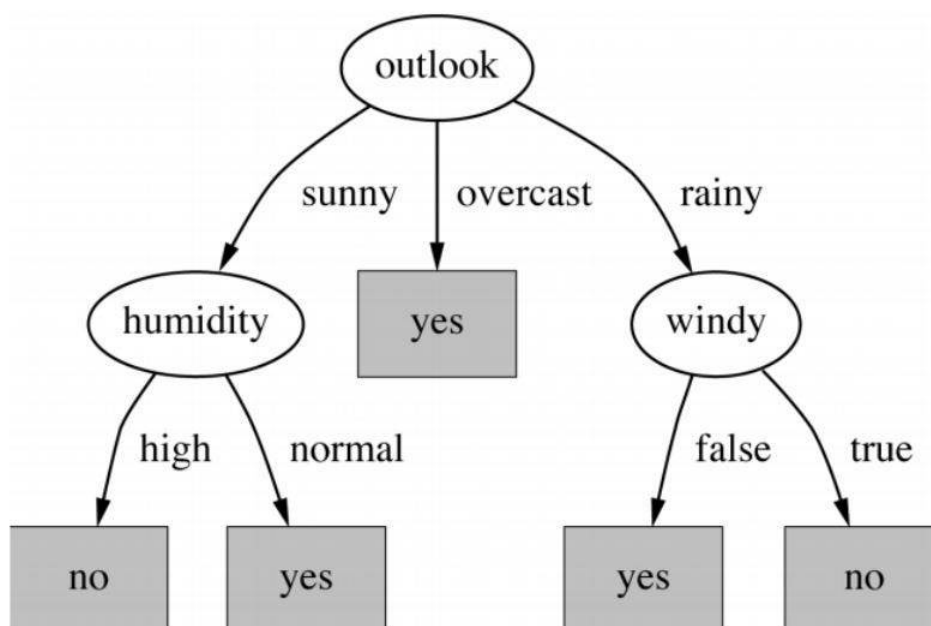 outlook
sunny overcast rainy
humidity yes windy
high normal false true
no yes yes no